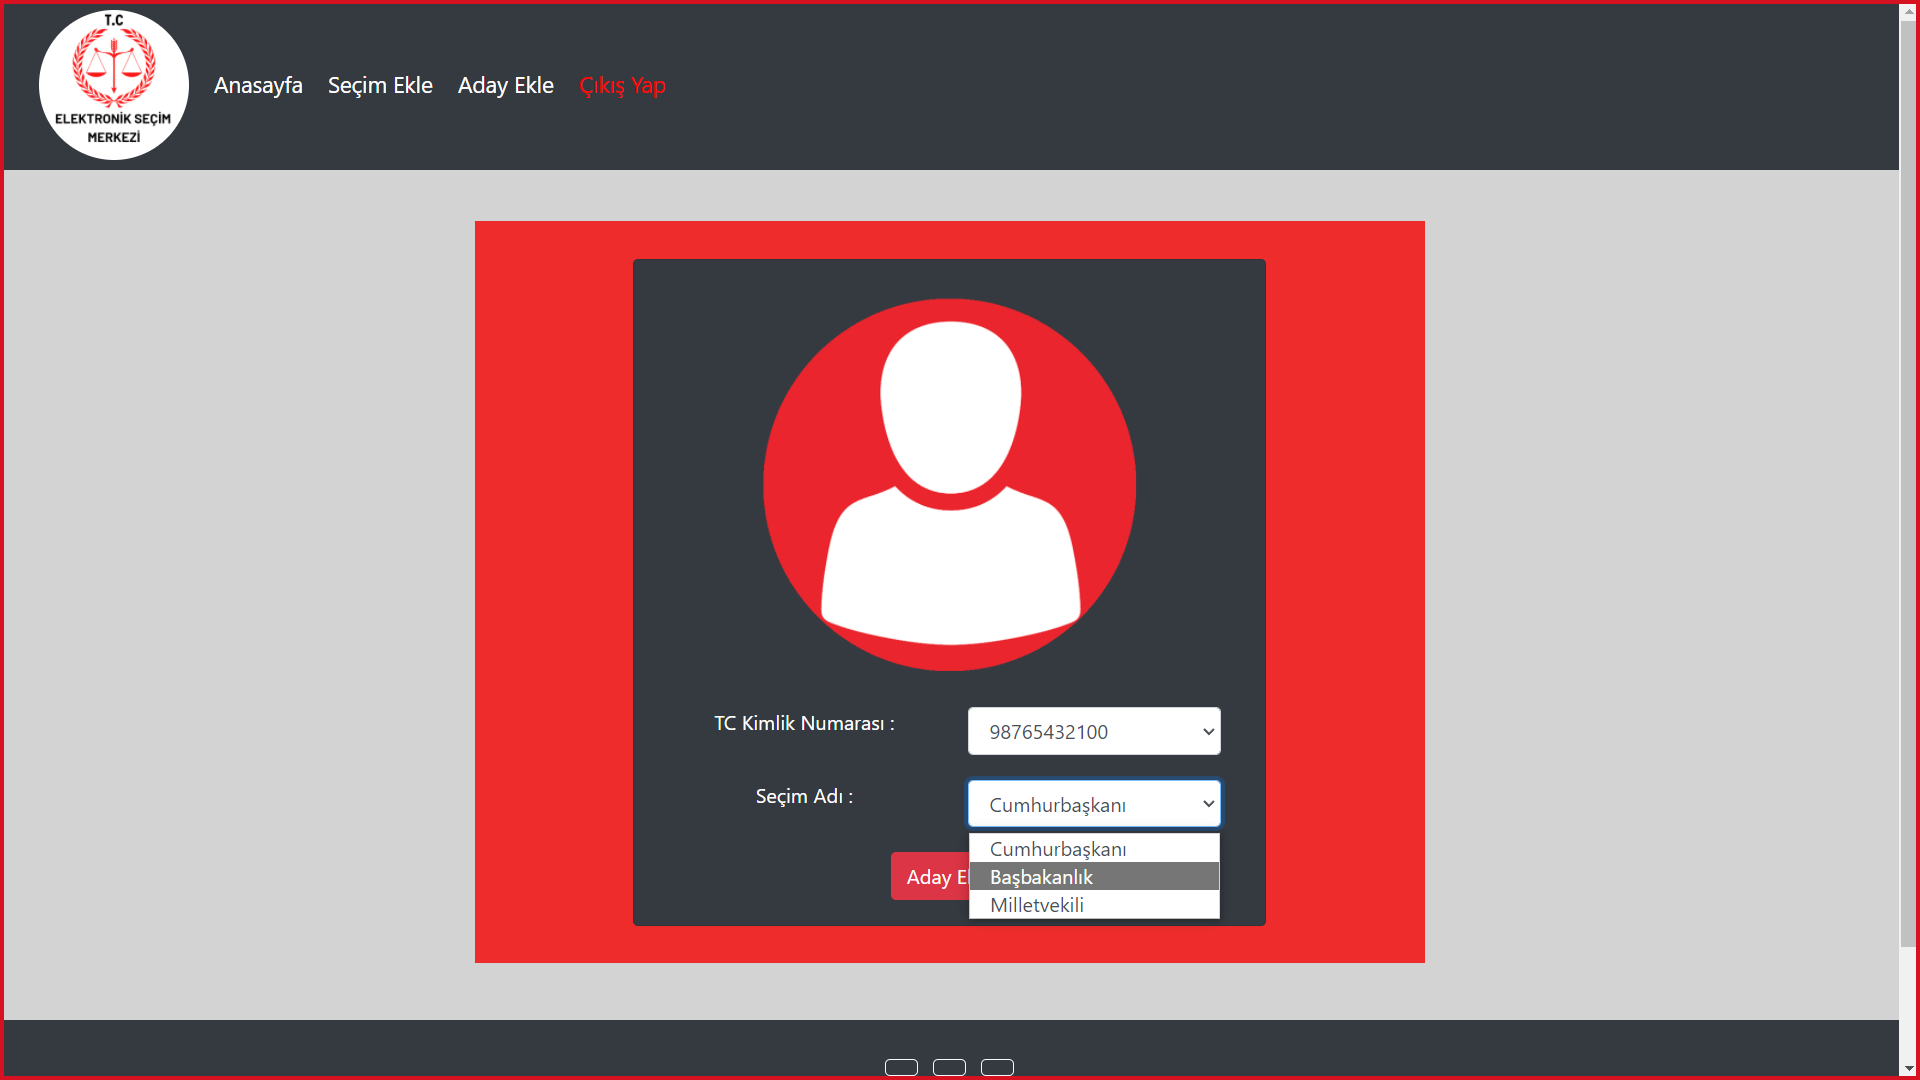 T.C
ELEKTRONİK SEÇİM
MERKEZİ
Anasayfa
Seçim Ekle
Aday Ekle
Çıkış Yap
TC Kimlik Numarası :
98765432100
Seçim Adı :
Cumhurbaşkanı
Cumhurbaşkanı
Aday E
Başbakanlık
Milletvekili